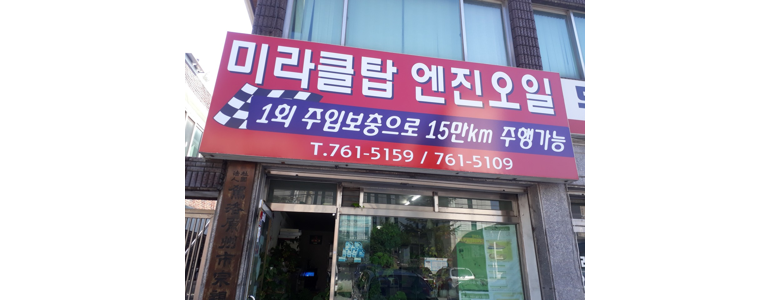 미라클탑 엔진오일
1회 주입보충으로 15만km 주행가능
T.761-5159 / 761-5109